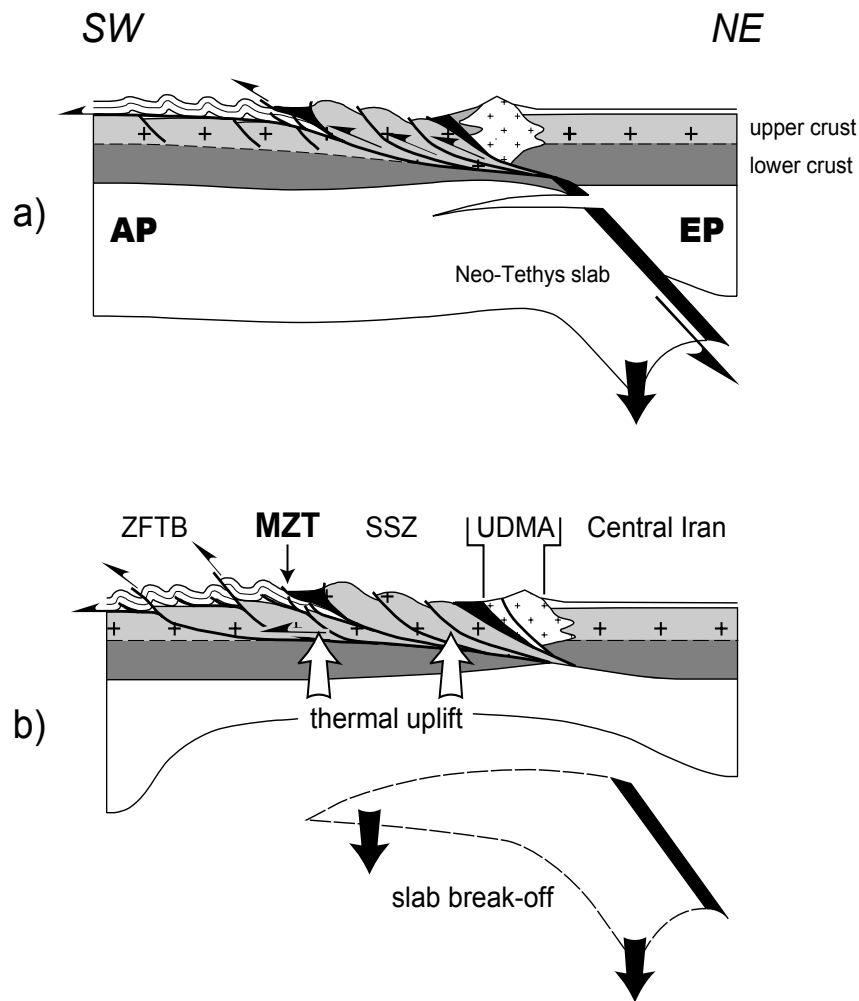 SW NE
upper crust
lower crust
a)
AP EP
Neo-Tethys slab
ZFTB MZT SSZ UDMA Central Iran
thermal uplift
b)
slab break-off